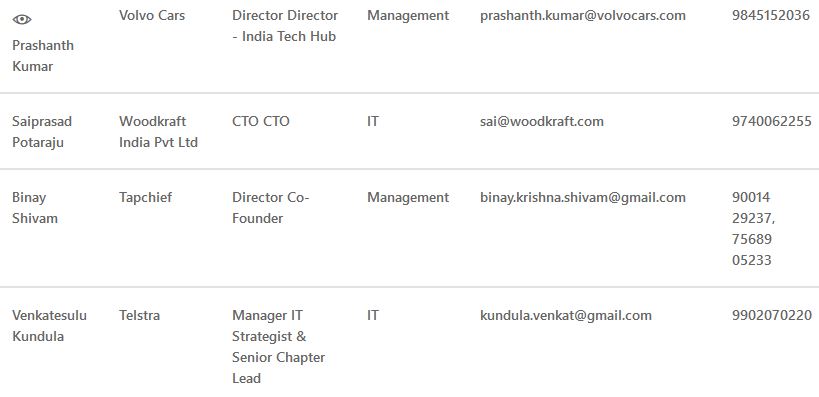 Prashanth Kumar Volvo Cars Director Director - India Tech Hub Management prashanth.kumar@volvocars.com 9845152036
Saiprasad Potaraju Woodkraft India Pvt Ltd CTO CTO IT sai@woodkraft.com 9740062255
Binay Shivam Tapchief Director Co-Founder Management binay.krishna.shivam@gmail.com 90014 29237, 75689 05233
Venkatesulu Kundula Telstra Manager IT Strategist & Senior Chapter Lead IT kundula.venkat@gmail.com 9902070220